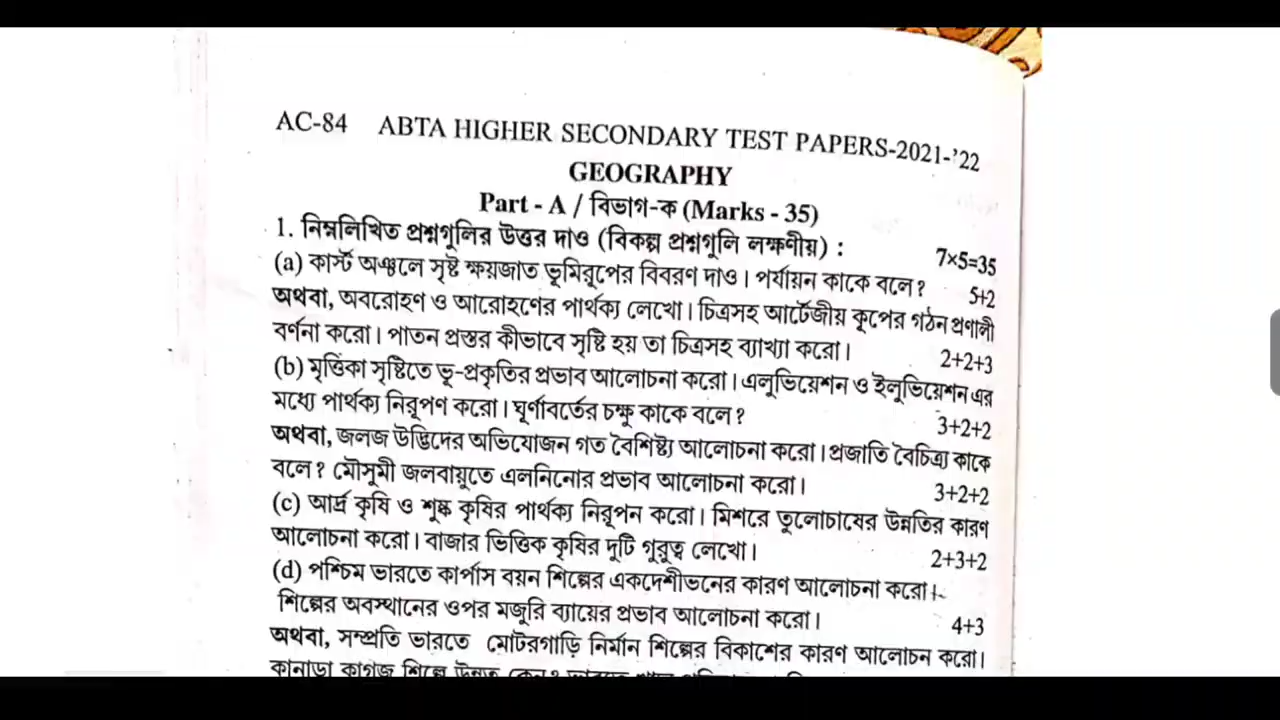 AC-84 ABTA HIGHER SECONDARY TEST PAPERS-2021-'22
GEOGRAPHY
Part - A / বিভাগ-ক (Marks - 35)
1. নিম্নলিখিত প্রশ্নগুলির উত্তর দাও (বিকল্প প্রশ্নগুলি লক্ষণীয়) : 7×5=35
(a) কার্স্ট অঞ্চলে সৃষ্ট ক্ষয়জাত ভূমিরূপের বিবরণ দাও। পর্যায়ন কাকে বলে? 5+2
অথবা, অবরোহণ ও আরোহণের পার্থক্য লেখো। চিত্রসহ আর্টেজীয় কূপের গঠন প্রণালী
বর্ণনা করো। পাতন প্রস্তর কীভাবে সৃষ্টি হয় তা চিত্রসহ ব্যাখ্যা করো। 2+2+3
(b) মৃত্তিকা সৃষ্টিতে ভূ-প্রকৃতির প্রভাব আলোচনা করো। এলুভিয়েশন ও ইলুভিয়েশন এর
মধ্যে পার্থক্য নিরূপণ করো। ঘূর্ণাবর্তের চক্ষু কাকে বলে? 3+2+2
অথবা, জলজ উদ্ভিদের অভিযোজন গত বৈশিষ্ট্য আলোচনা করো। প্রজাতি বৈচিত্র্য কাকে
বলে? মৌসুমী জলবায়ুতে এলনিনোর প্রভাব আলোচনা করো। 3+2+2
(c) আর্দ্র কৃষি ও শুষ্ক কৃষির পার্থক্য নিরূপন করো। মিশরে তুলোচাষের উন্নতির কারণ
আলোচনা করো। বাজার ভিত্তিক কৃষির দুটি গুরুত্ব লেখো। 2+3+2
(d) পশ্চিম ভারতে কার্পাস বয়ন শিল্পের একদেশীভনের কারণ আলোচনা করো।
শিল্পের অবস্থানের ওপর মজুরি ব্যায়ের প্রভাব আলোচনা করো। 4+3
অথবা, সম্প্রতি ভারতে মোটরগাড়ি নির্মান শিল্পের বিকাশের কারণ আলোচন করো।
কানাডা কাগজ শিল্পে উন্নত কেন?